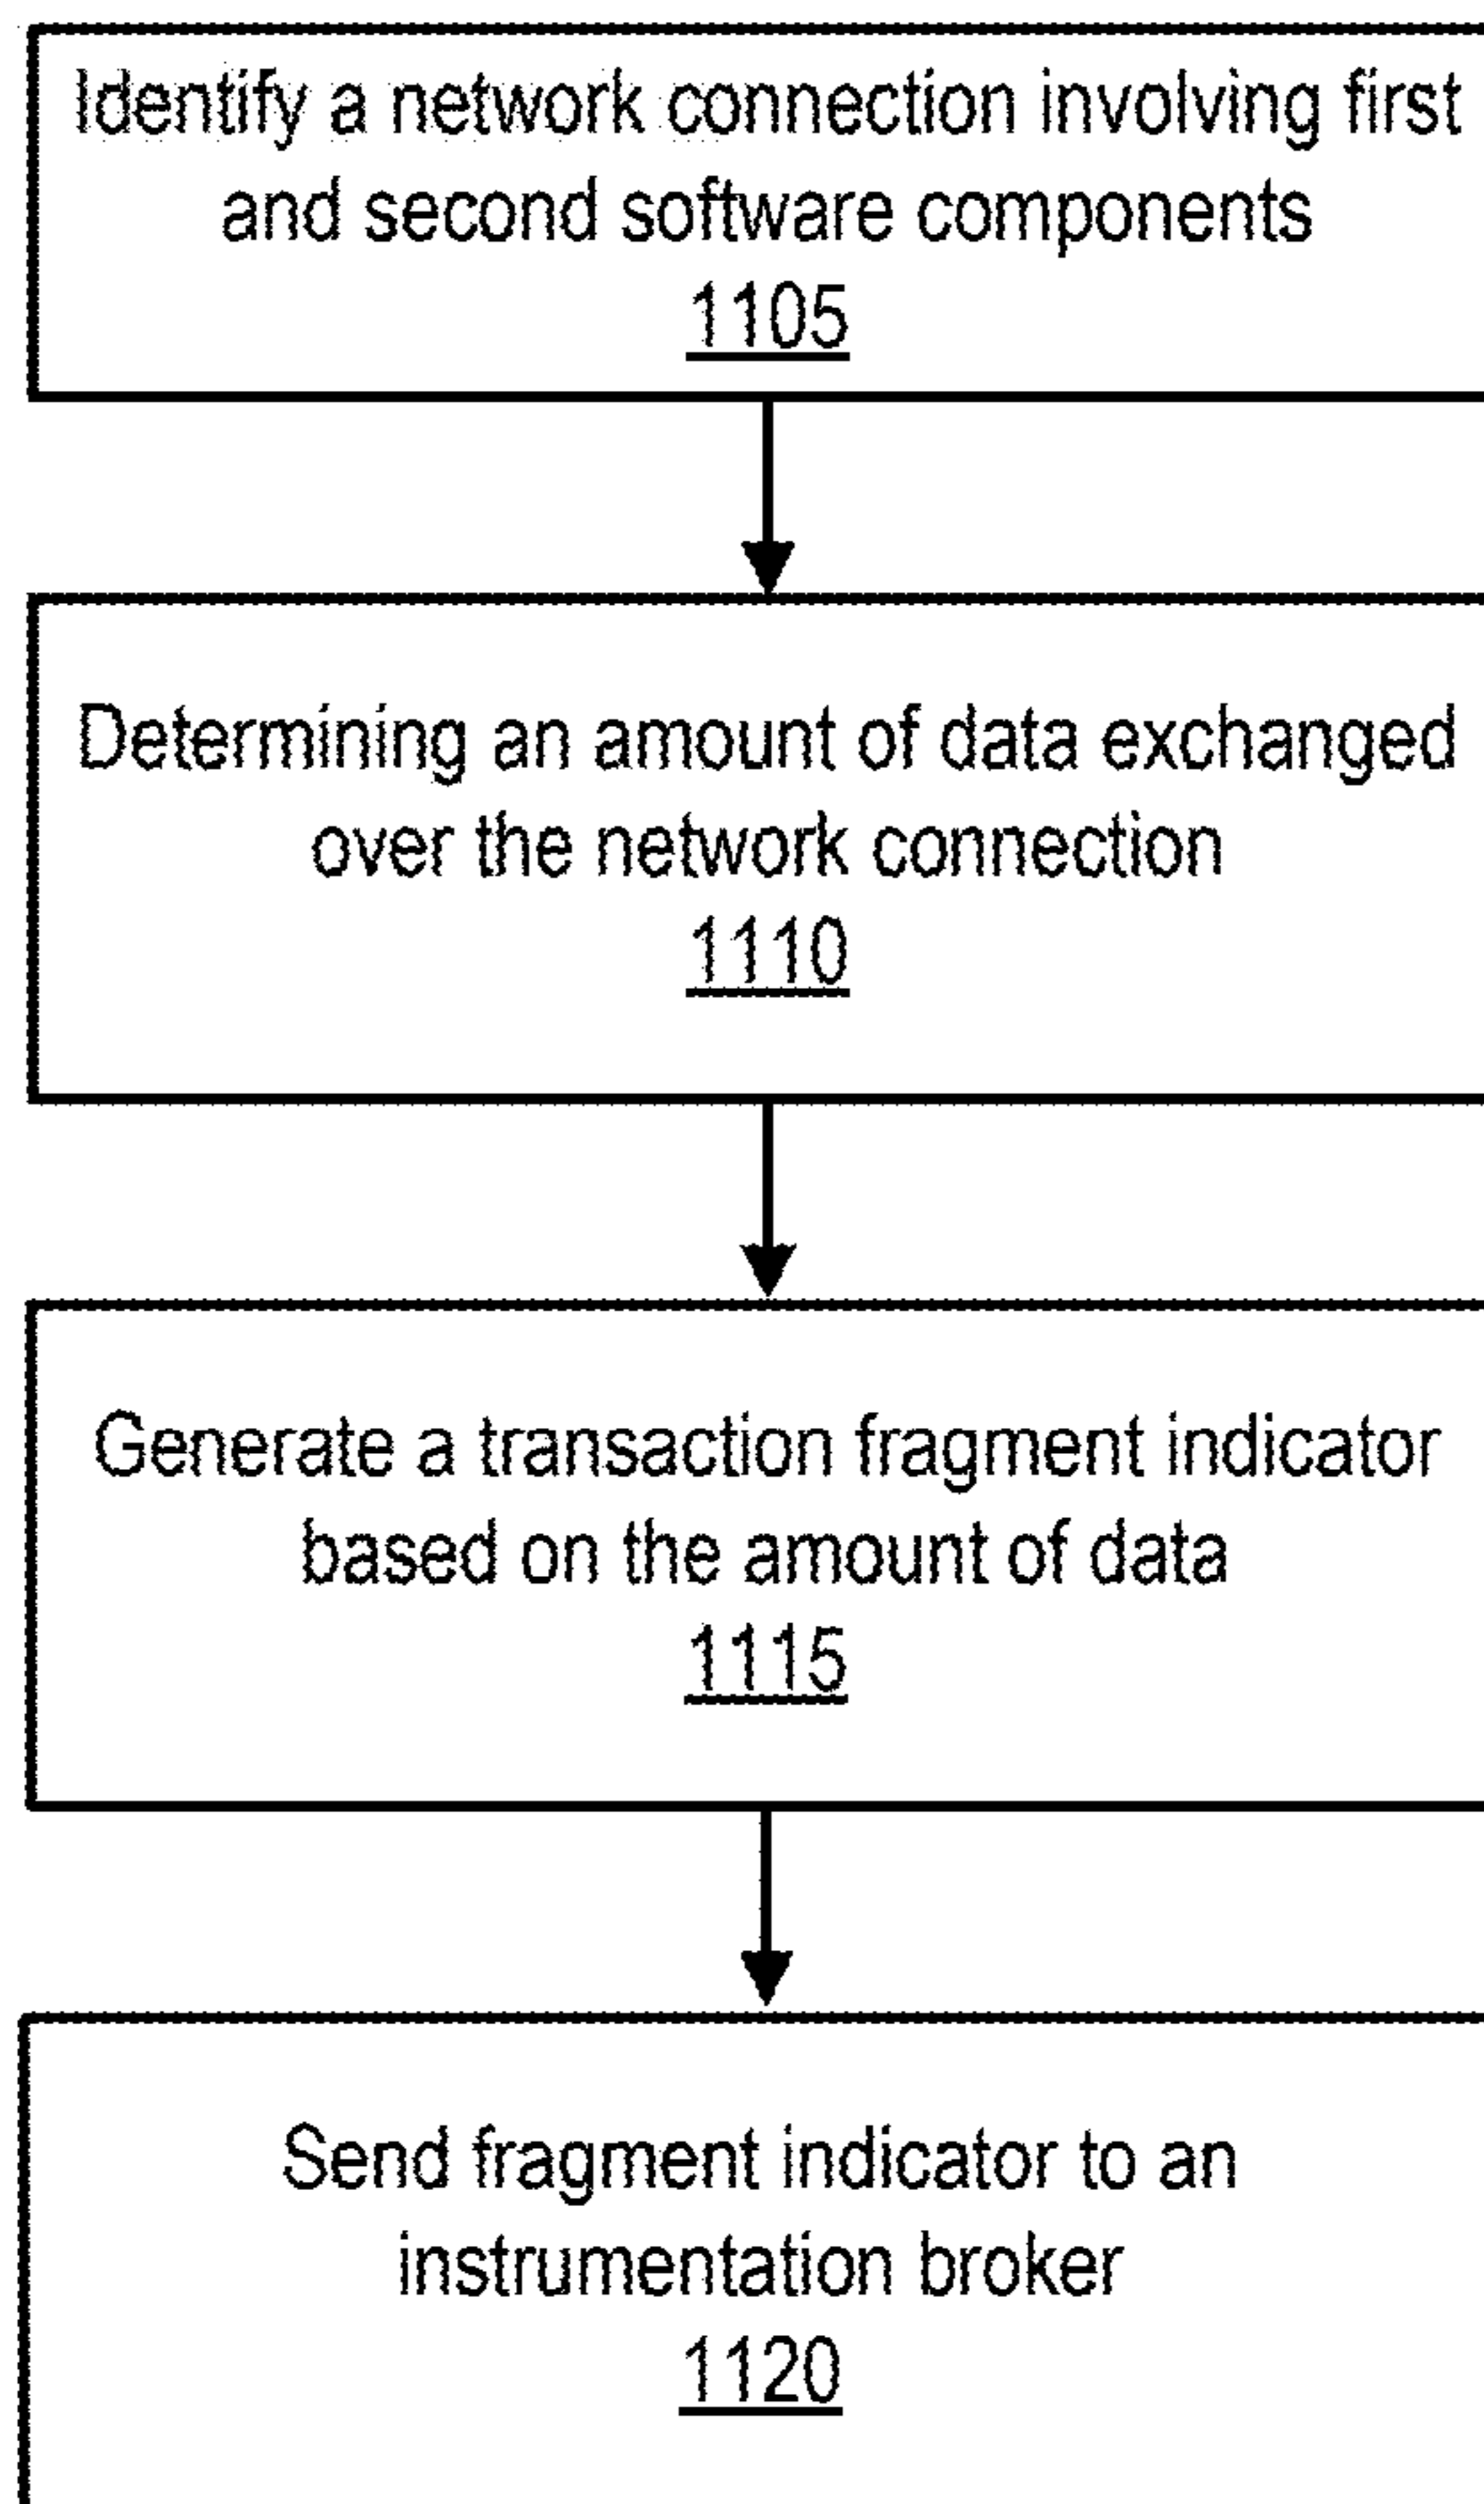 Identify a network connection involving first
and second software components
1105
Determining an amount of data exchanged
over the network connection
1110
Generate a transaction fragment indicator
based on the amount of data
1115
Send fragment indicator to an
instrumentation broker
1120